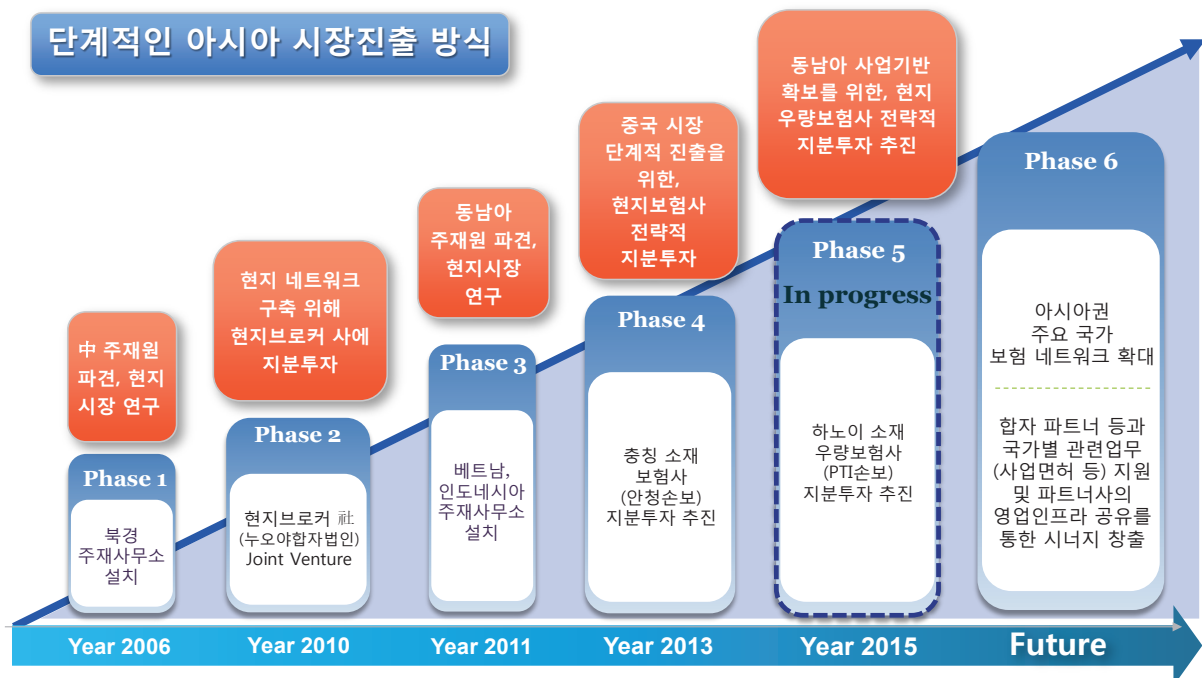 단계적인 아시아 시장진출 방식
中 주재원
파견, 현지
시장 연구
Phase 1
북경
주재사무소
설치
Year 2006
현지 네트워크
구축 위해
현지브로커 사에
지분투자
Phase 2
현지브로커 社
(누오야합자법인)
Joint Venture
Year 2010
동남아
주재원 파견,
현지시장
연구
Phase 3
베트남,
인도네시아
주재사무소
설치
Year 2011
중국 시장
단계적 진출을
위한,
현지보험사
전략적
지분투자
Phase 4
충칭 소재
보험사
(안청손보)
지분투자 추진
Year 2013
동남아 사업기반
확보를 위한, 현지
우량보험사 전략적
지분투자 추진
Phase 5
In progress
하노이 소재
우량보험사
(PTI손보)
지분투자 추진
Year 2015
Phase 6
아시아권
주요 국가
보험 네트워크 확대
합자 파트너 등과
국가별 관련업무
(사업면허 등) 지원
및 파트너사의
영업인프라 공유를
통한 시너지 창출
Future